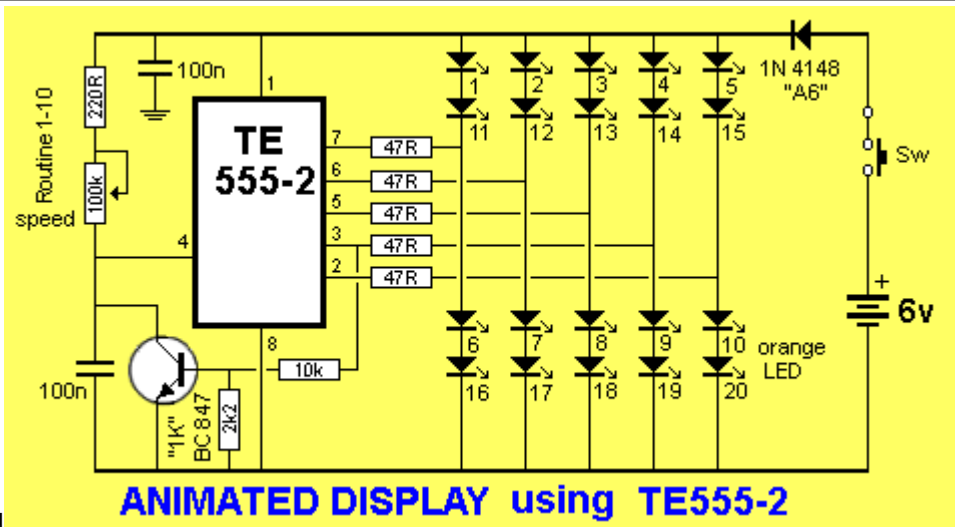 100n
1
Routine 1-10
220R
100k
speed
4
TE
555-2
7
47R
6
47R
5
47R
3
47R
2
47R
8
10k
100n
"1K"
BC 847
2k2
1
2
3
4
5
11
12
13
14
15
6
7
8
9
10
orange
LED
16
17
18
19
20
1N 4148
"A6"
Sw
+
6v
ANIMATED DISPLAY using TE555-2